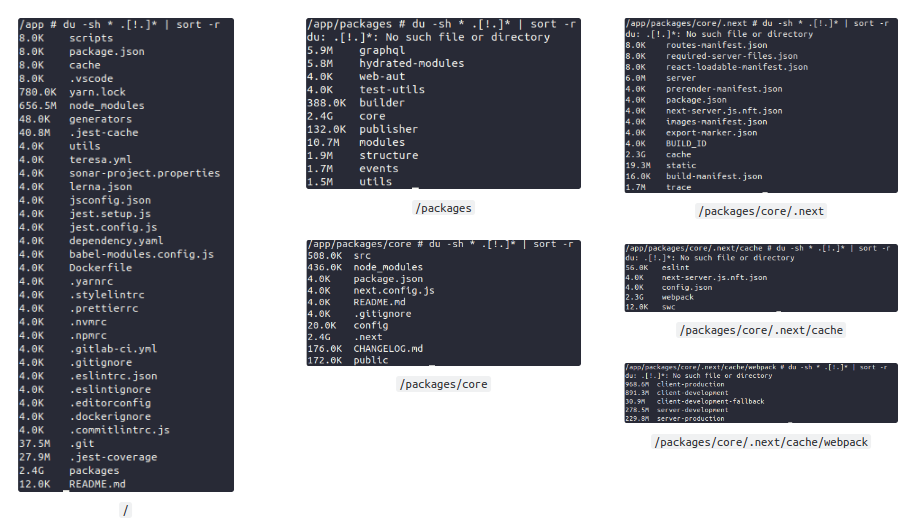 /app # du -sh * .[!.]* | sort -r
8.0K scripts
8.0K package.json
8.0K cache
8.0K .vscode
780.0K yarn.lock
656.5M node_modules
48.0K generators
40.8M .jest-cache
4.0K utils
4.0K teresa.yml
4.0K sonar-project.properties
4.0K lerna.json
4.0K jsconfig.json
4.0K jest.setup.js
4.0K jest.config.js
4.0K dependency.yaml
4.0K babel-modules.config.js
4.0K Dockerfile
4.0K .yarnrc
4.0K .stylelintrc
4.0K .prettierrc
4.0K .nvmrc
4.0K .npmrc
4.0K .gitlab-ci.yml
4.0K .gitignore
4.0K .eslintrc.json
4.0K .eslintignore
4.0K .editorconfig
4.0K .dockerignore
4.0K .commitlintrc.js
37.5M .git
27.9M .jest-coverage
2.4G packages
12.0K README.md
/
/app/packages # du -sh * .[!.]* | sort -r
du: .[!.]*: No such file or directory
5.9M graphql
5.8M hydrated-modules
4.0K web-aut
4.0K test-utils
388.0K builder
2.4G core
132.0K publisher
10.7M modules
1.9M structure
1.7M events
1.5M utils
/packages
/app/packages/core # du -sh * .[!.]* | sort -r
508.0K src
436.0K node_modules
4.0K package.json
4.0K next.config.js
4.0K README.md
4.0K .gitignore
20.0K config
2.4G .next
176.0K CHANGELOG.md
172.0K public
/packages/core
/app/packages/core/.next # du -sh * .[!.]* | sort -r
du: .[!.]*: No such file or directory
8.0K routes-manifest.json
8.0K required-server-files.json
8.0K react-loadable-manifest.json
6.0M server
4.0K prerender-manifest.json
4.0K package.json
4.0K next-server.js.nft.json
4.0K images-manifest.json
4.0K export-marker.json
4.0K BUILD_ID
2.3G cache
19.3M static
16.0K build-manifest.json
1.7M trace
/packages/core/.next
/app/packages/core/.next/cache # du -sh * .[!.]* | sort -r
du: .[!.]*: No such file or directory
56.0K eslint
4.0K next-server.js.nft.json
4.0K config.json
2.3G webpack
12.0K swc
/packages/core/.next/cache
/app/packages/core/.next/cache/webpack # du -sh * .[!.]* | sort -r
du: .[!.]*: No such file or directory
968.6M client-production
891.3M client-development
30.9M client-development-fallback
278.5M server-development
229.8M server-production
/packages/core/.next/cache/webpack